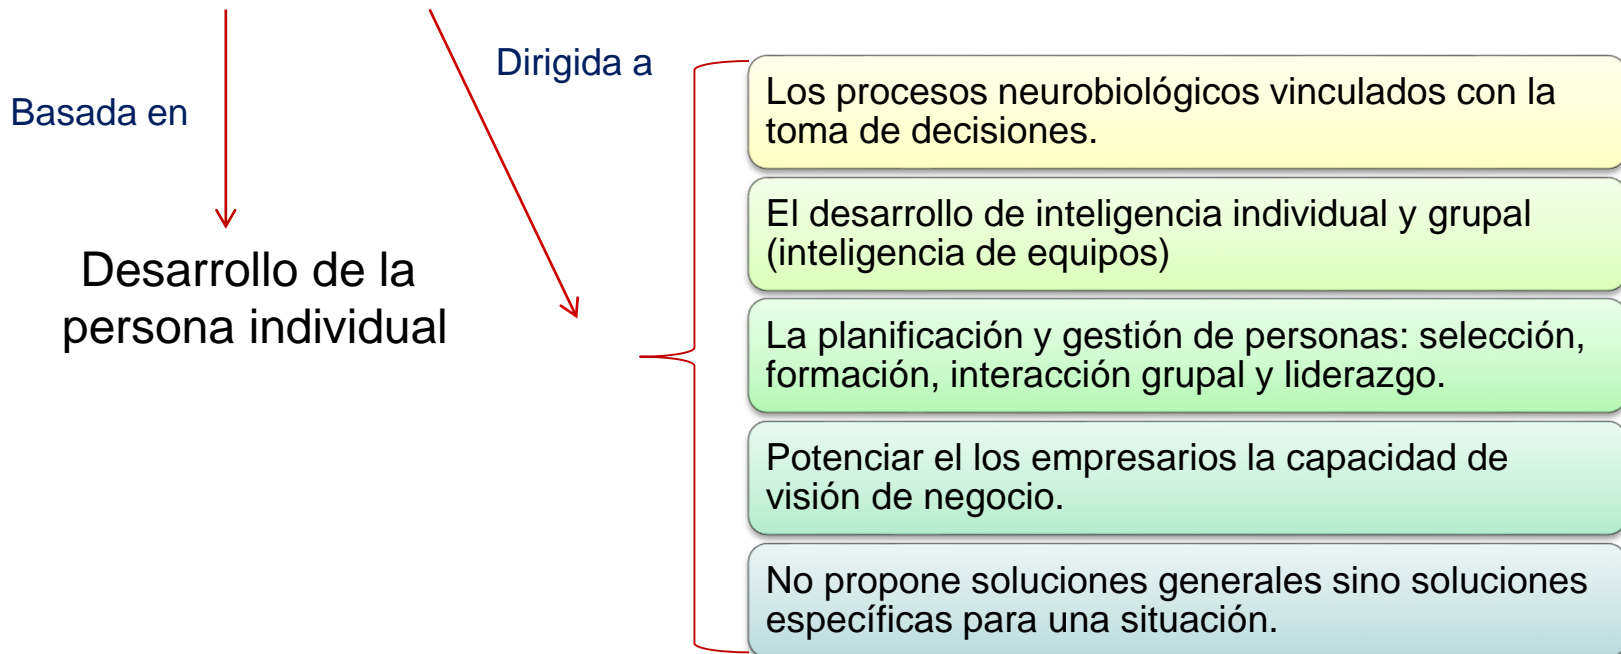 Basada en
Desarrollo de la
persona individual
Dirigida a
Los procesos neurobiológicos vinculados con la
toma de decisiones.
El desarrollo de inteligencia individual y grupal
(inteligencia de equipos)
La planificación y gestión de personas: selección,
formación, interacción grupal y liderazgo.
Potenciar el los empresarios la capacidad de
visión de negocio.
No propone soluciones generales sino soluciones
específicas para una situación.